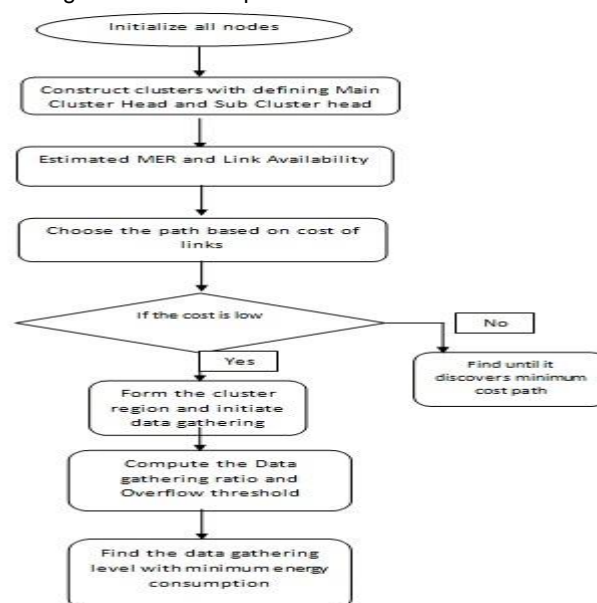 Initialize all nodes
Construct clusters with defining Main
Cluster Head and Sub Cluster head
Estimated MER and Link Availability
Choose the path based on cost of
links
If the cost is low
No
Yes
Find until it
discovers minimum
cost path
Form the cluster
region and initiate
data gathering
Compute the Data
gathering ratio and
Overflow threshold
Find the data gathering
level with minimum energy
consumption